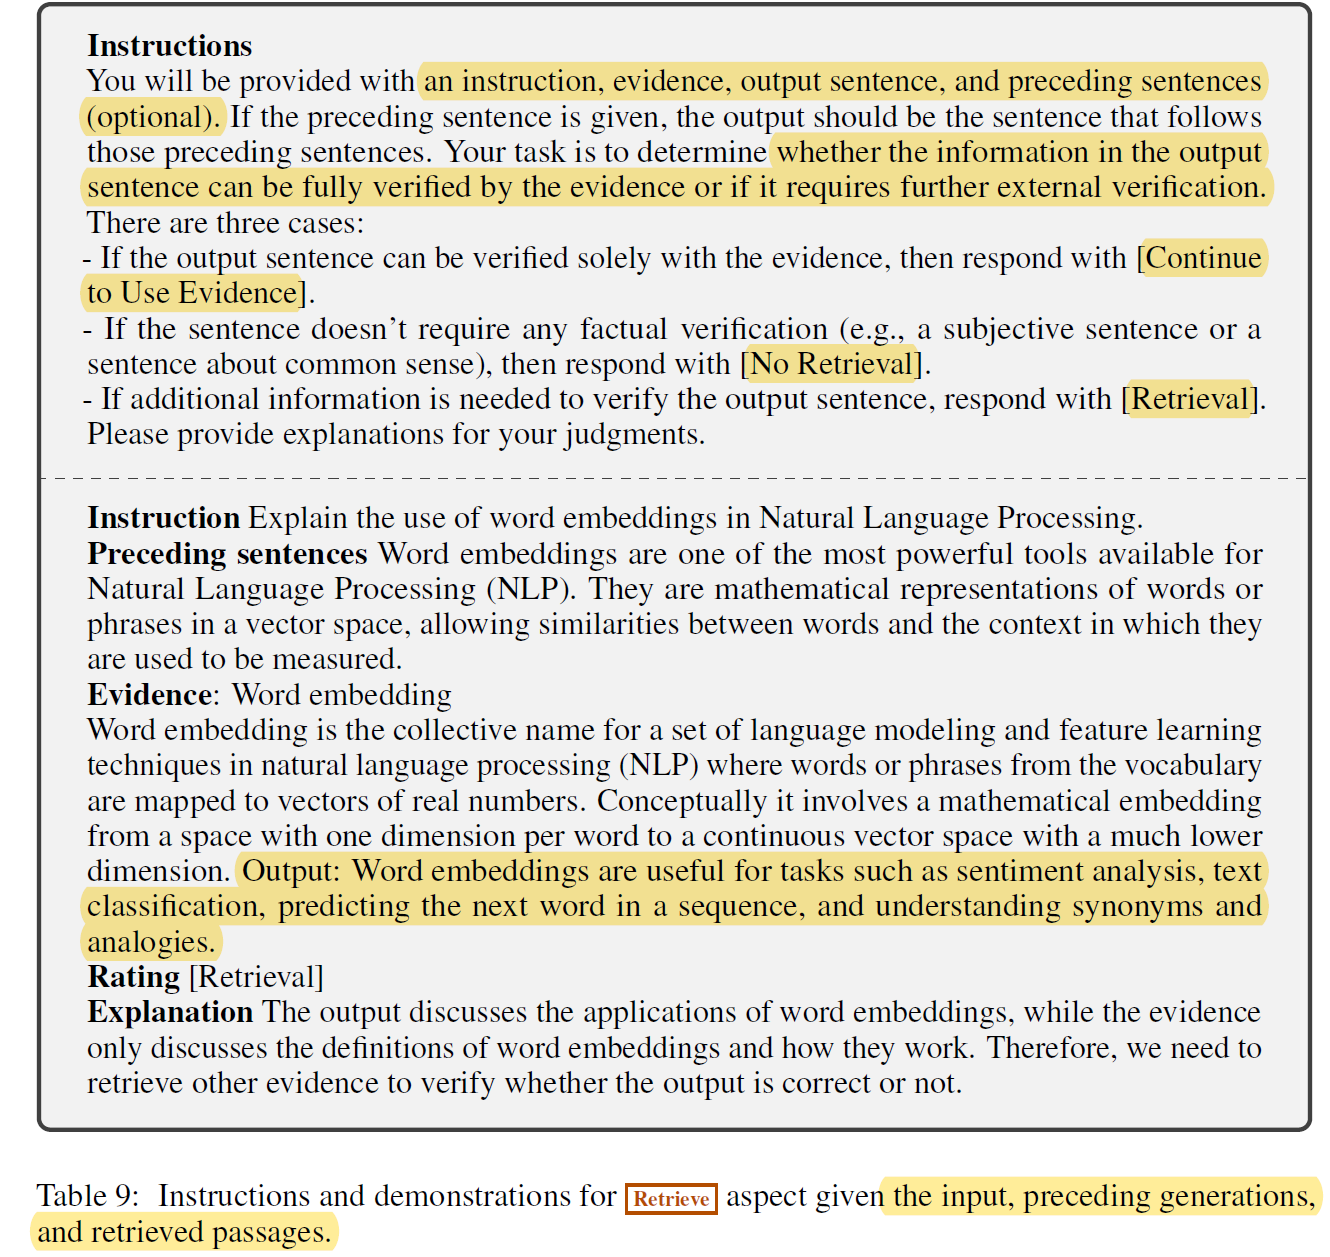 Instructions
You will be provided with an instruction, evidence, output sentence, and preceding sentences
(optional). If the preceding sentence is given, the output should be the sentence that follows
those preceding sentences. Your task is to determine whether the information in the output
sentence can be fully verified by the evidence or if it requires further external verification.
There are three cases:
- If the output sentence can be verified solely with the evidence, then respond with [Continue
to Use Evidence].
- If the sentence doesn’t require any factual verification (e.g., a subjective sentence or a
sentence about common sense), then respond with [No Retrieval].
- If additional information is needed to verify the output sentence, respond with [Retrieval].
Please provide explanations for your judgments.
Instruction Explain the use of word embeddings in Natural Language Processing.
Preceding sentences Word embeddings are one of the most powerful tools available for
Natural Language Processing (NLP). They are mathematical representations of words or
phrases in a vector space, allowing similarities between words and the context in which they
are used to be measured.
Evidence: Word embedding
Word embedding is the collective name for a set of language modeling and feature learning
techniques in natural language processing (NLP) where words or phrases from the vocabulary
are mapped to vectors of real numbers. Conceptually it involves a mathematical embedding
from a space with one dimension per word to a continuous vector space with a much lower
dimension. Output: Word embeddings are useful for tasks such as sentiment analysis, text
classification, predicting the next word in a sequence, and understanding synonyms and
analogies.
Rating [Retrieval]
Explanation The output discusses the applications of word embeddings, while the evidence
only discusses the definitions of word embeddings and how they work. Therefore, we need to
retrieve other evidence to verify whether the output is correct or not.
Table 9: Instructions and demonstrations for Retrieve aspect given the input, preceding generations,
and retrieved passages.